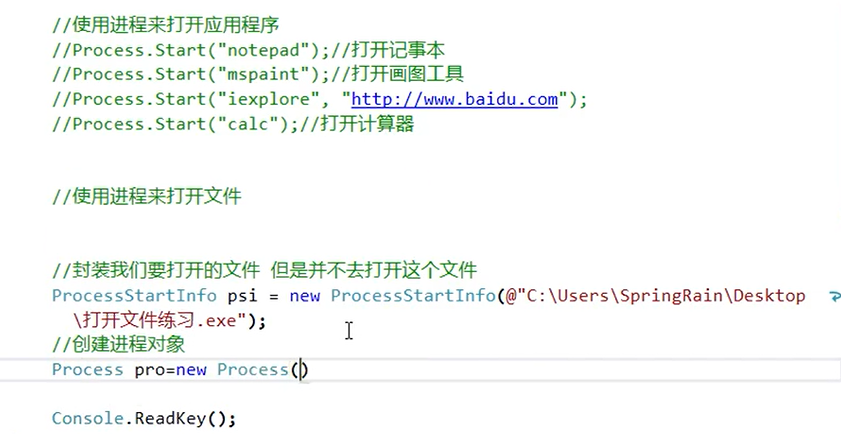 //使用进程来打开应用程序
//Process.Start("notepad");//打开记事本
//Process.Start("mspaint");//打开画图工具
//Process.Start("iexplore", "http://www.baidu.com");
//Process.Start("calc");//打开计算器
//使用进程来打开文件
//封装我们要打开的文件 但是并不去打开这个文件
ProcessStartInfo psi = new ProcessStartInfo(@"C:\Users\SpringRain\Desktop
\打开文件练习.exe");
//创建进程对象
Process pro=new Process()
Console.ReadKey();